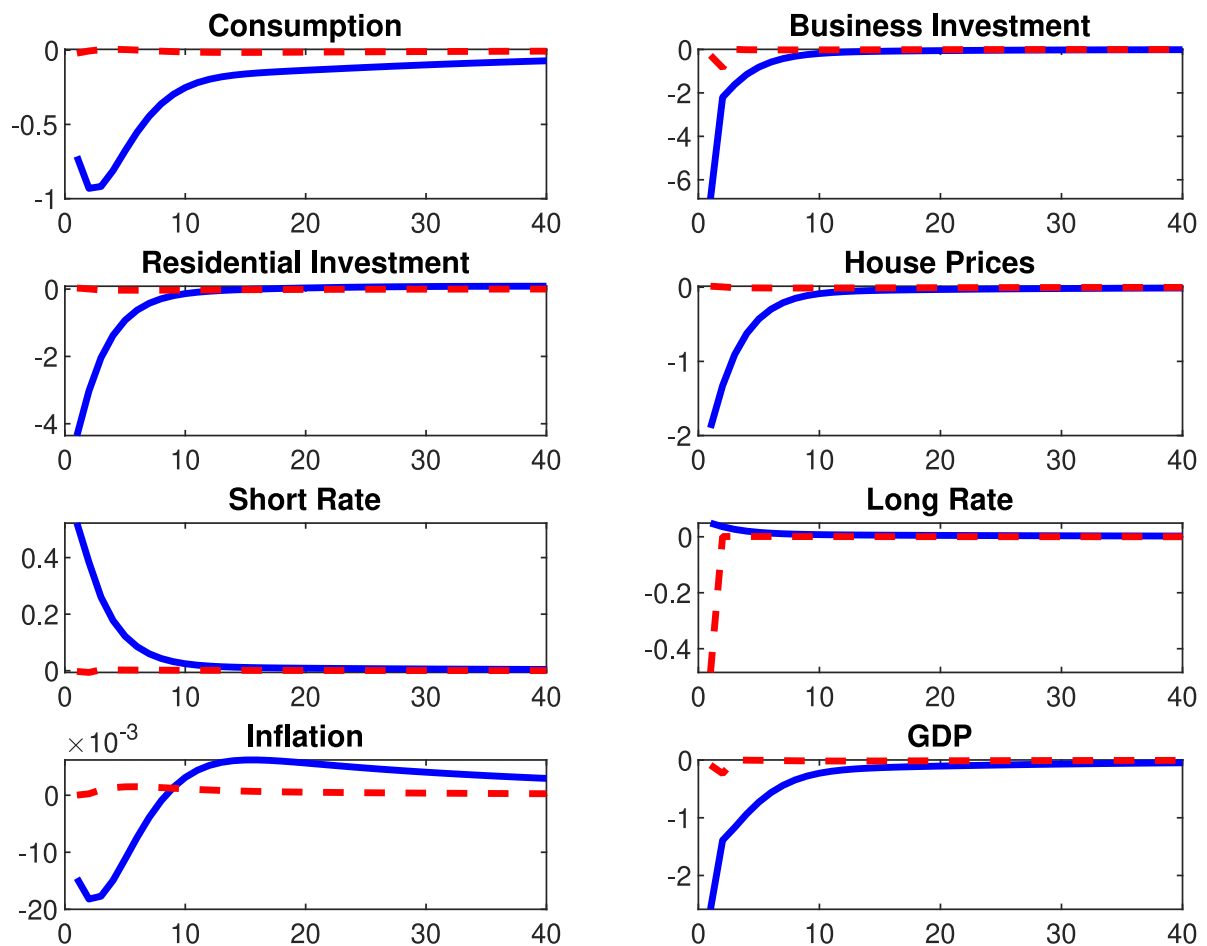 Consumption
0
-0.5
-1
0 10 20 30 40
Business Investment
0
-2
-4
-6
0 10 20 30 40
Residential Investment
0
-2
-4
0 10 20 30 40
House Prices
0
-1
-2
0 10 20 30 40
Short Rate
0.4
0.2
0
0 10 20 30 40
Long Rate
0
-0.2
-0.4
0 10 20 30 40
×10⁻³
Inflation
0
-10
-20
0 10 20 30 40
GDP
0
-1
-2
0 10 20 30 40